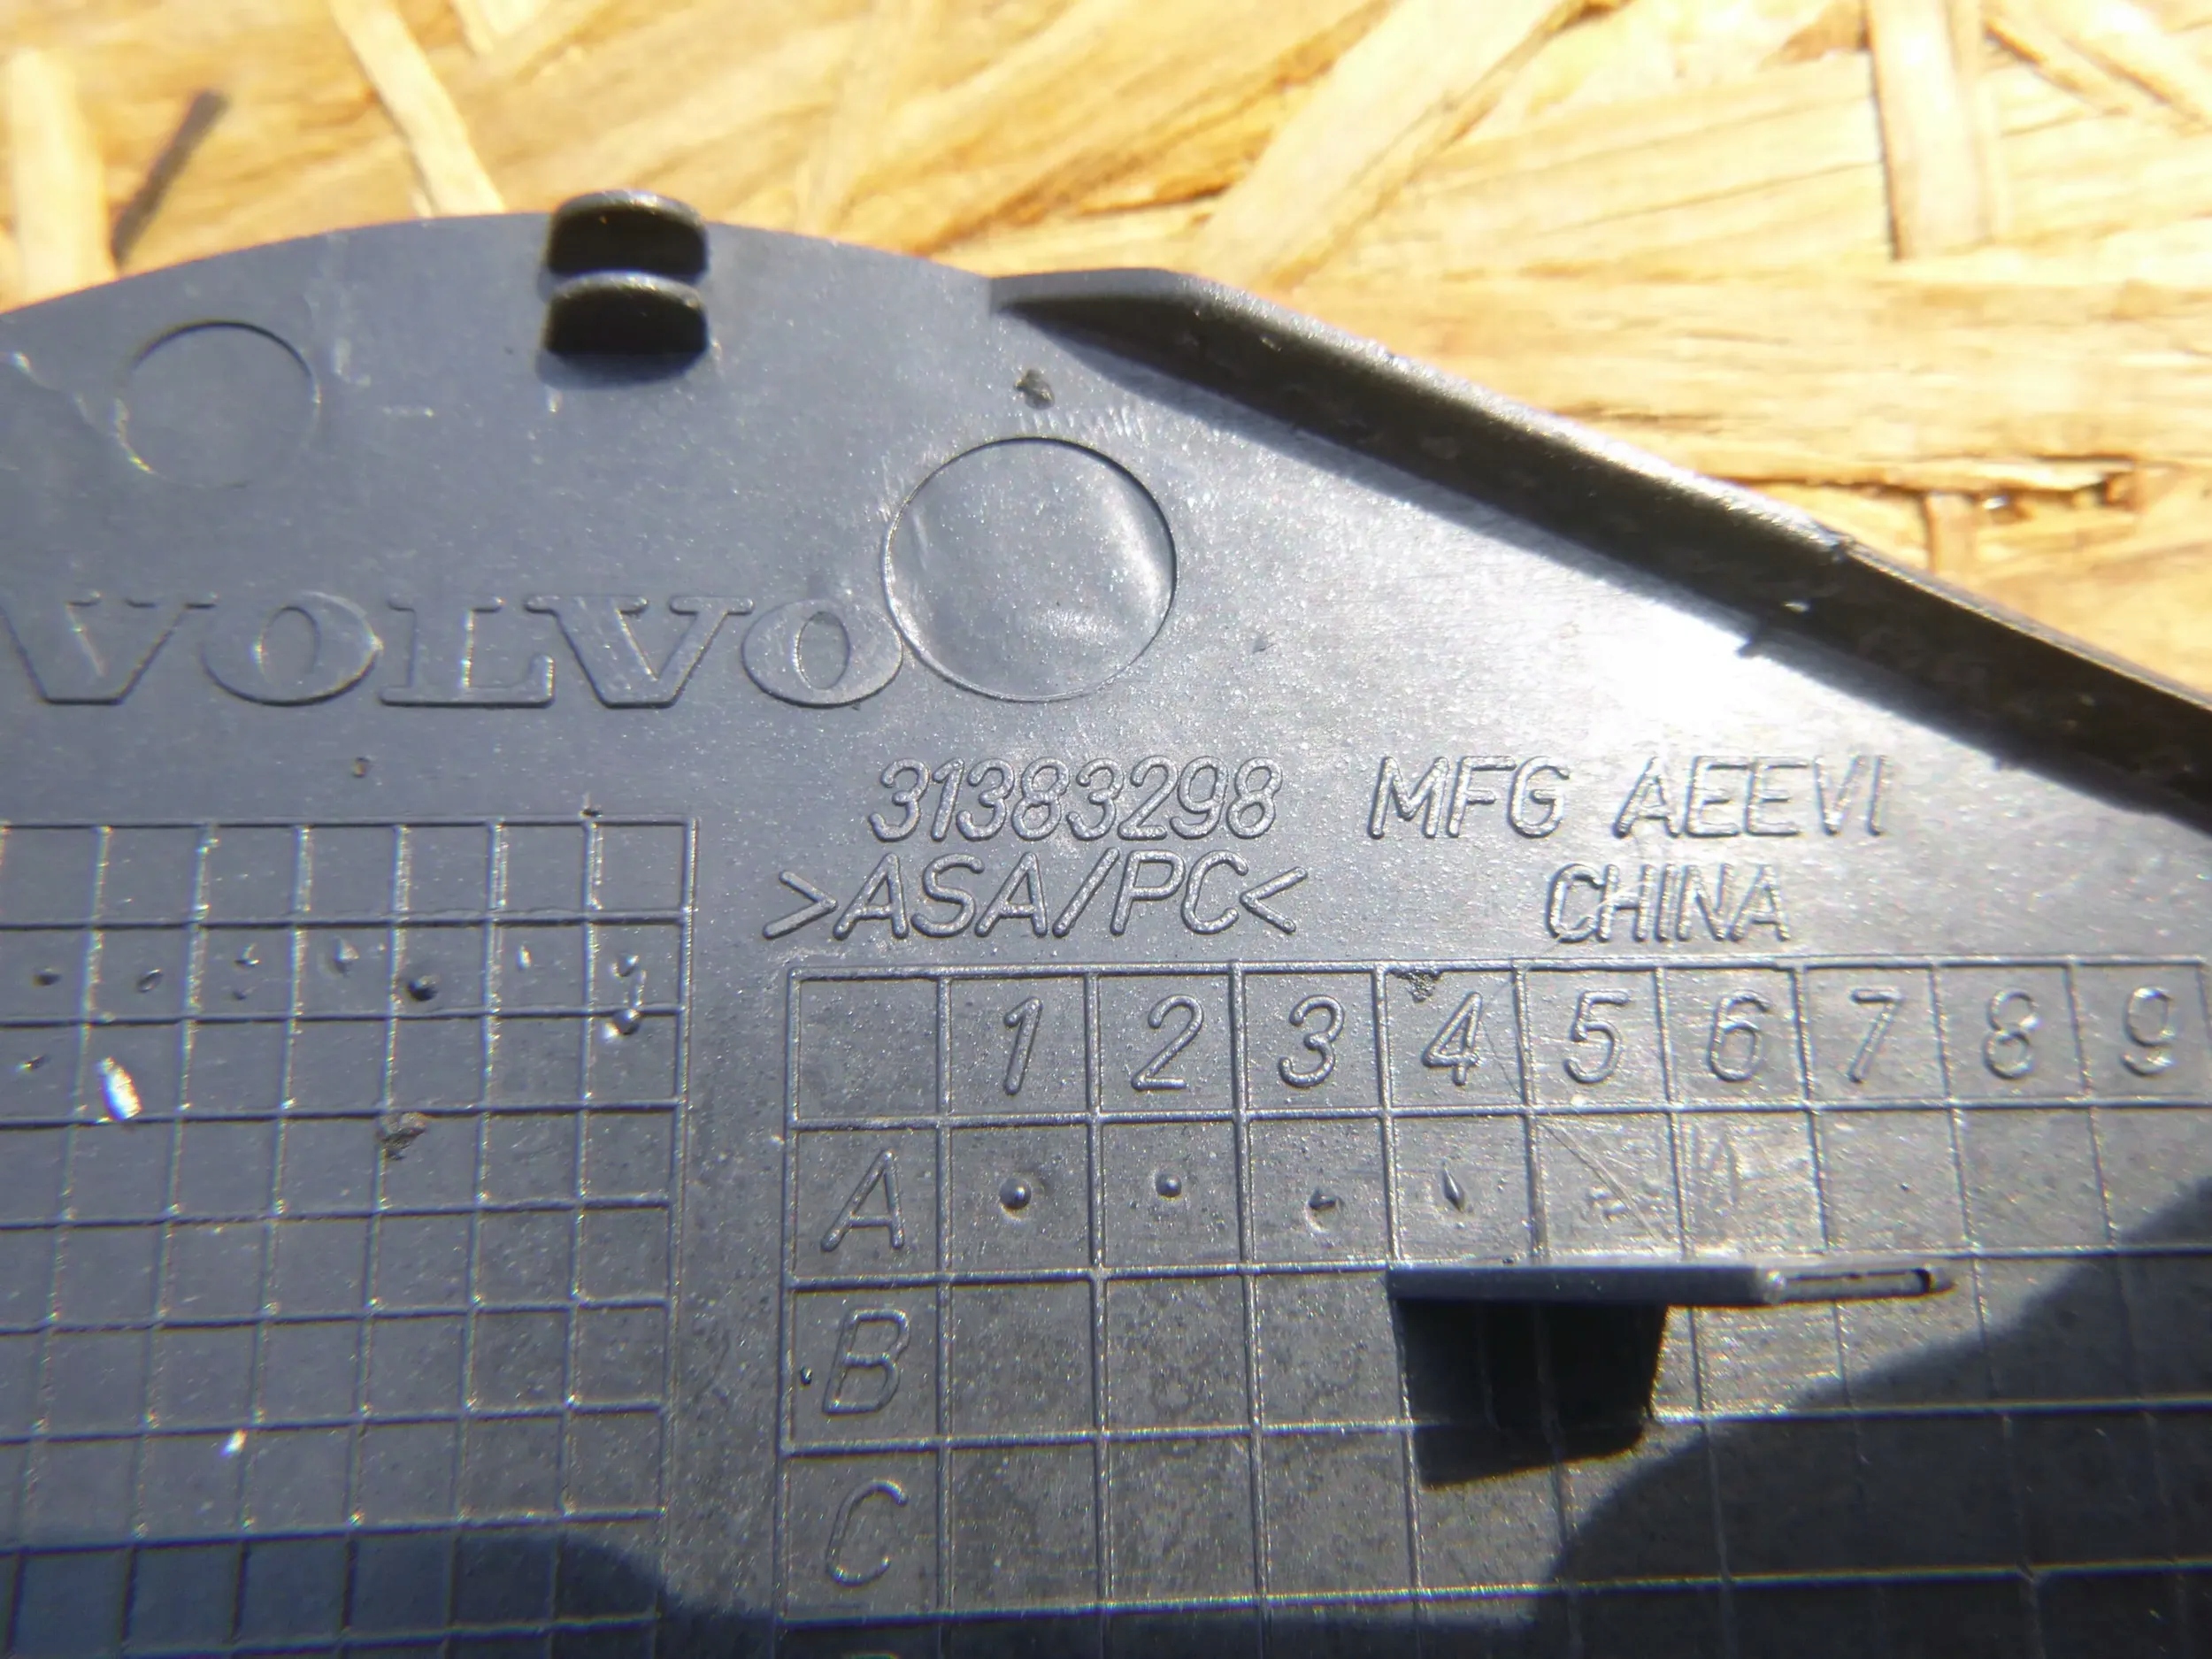 VOLVO
31383298 MFG AEEVI
>ASA/PC< CHINA
1 2 3 4 5 6 7 8 9
A
B
C